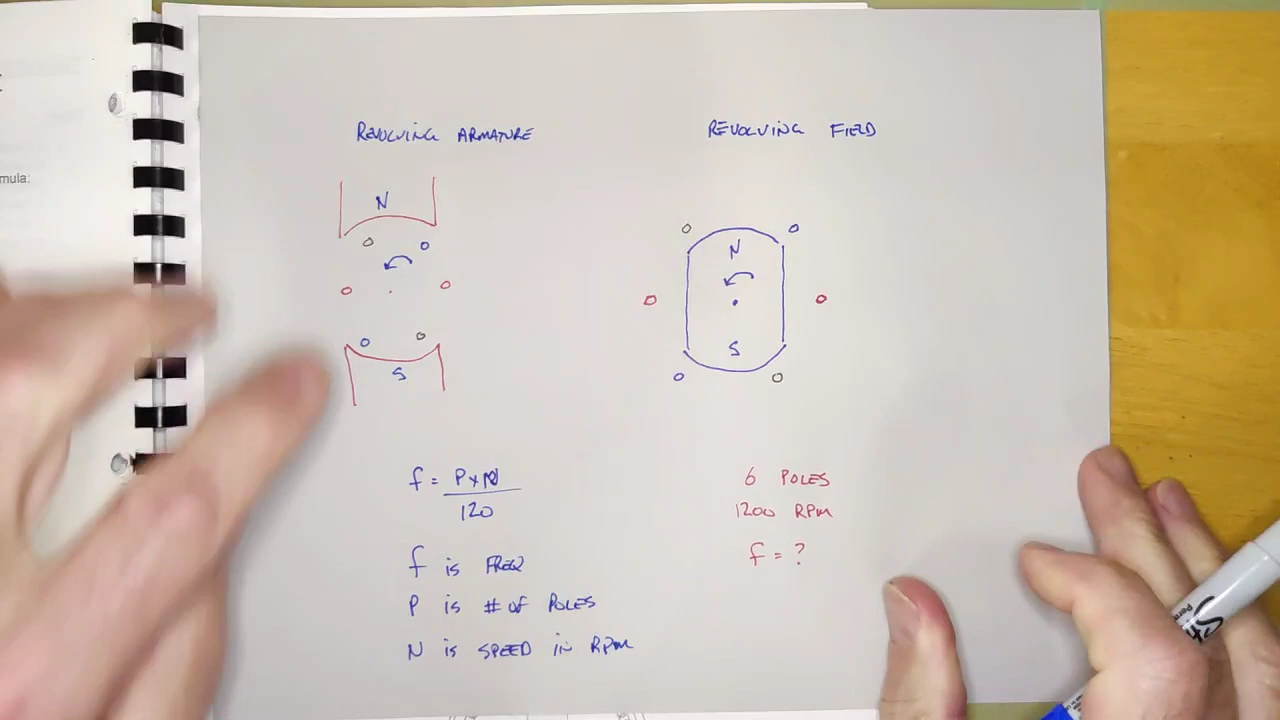 mula:
REVOLVING ARMATURE
N
S
REVOLVING FIELD
N
S
f = P x N
120
f is FREQ
P is # OF POLES
N is SPEED IN RPM
6 POLES
1200 RPM
f = ?